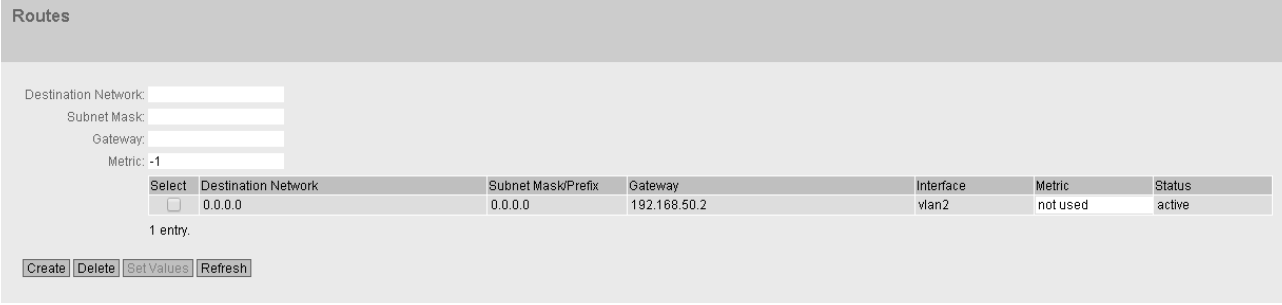 Routes
Destination Network:
Subnet Mask:
Gateway:
Metric: -1
Select Destination Network Subnet Mask/Prefix Gateway Interface Metric Status
0.0.0.0 0.0.0.0 192.168.50.2 vlan2 not used active
1 entry.
Create Delete Set Values Refresh